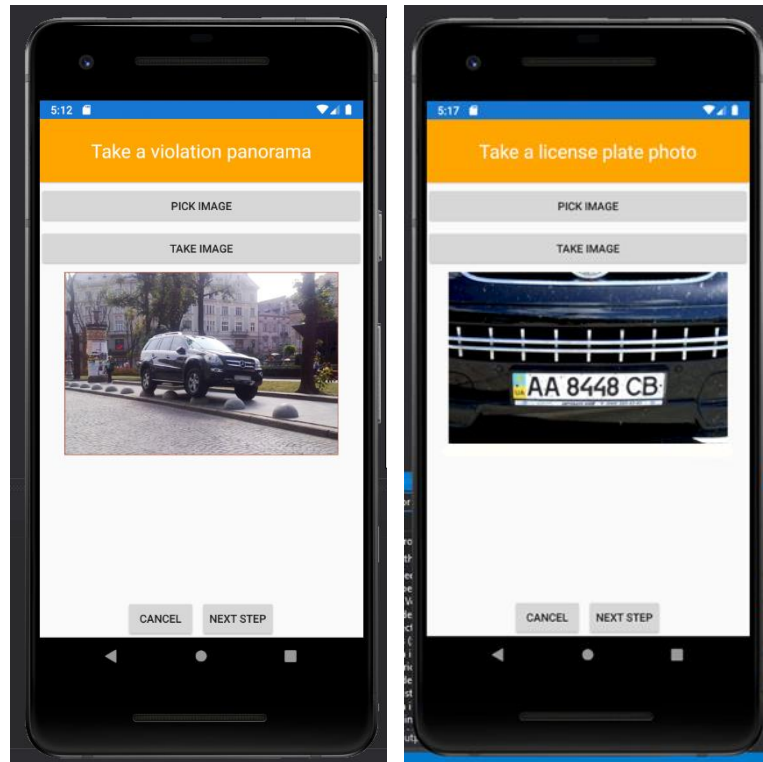 5:12
Take a violation panorama
PICK IMAGE
TAKE IMAGE
CANCEL
NEXT STEP
5:17
Take a license plate photo
PICK IMAGE
TAKE IMAGE
UA
AA 8448 CB
CANCEL
NEXT STEP